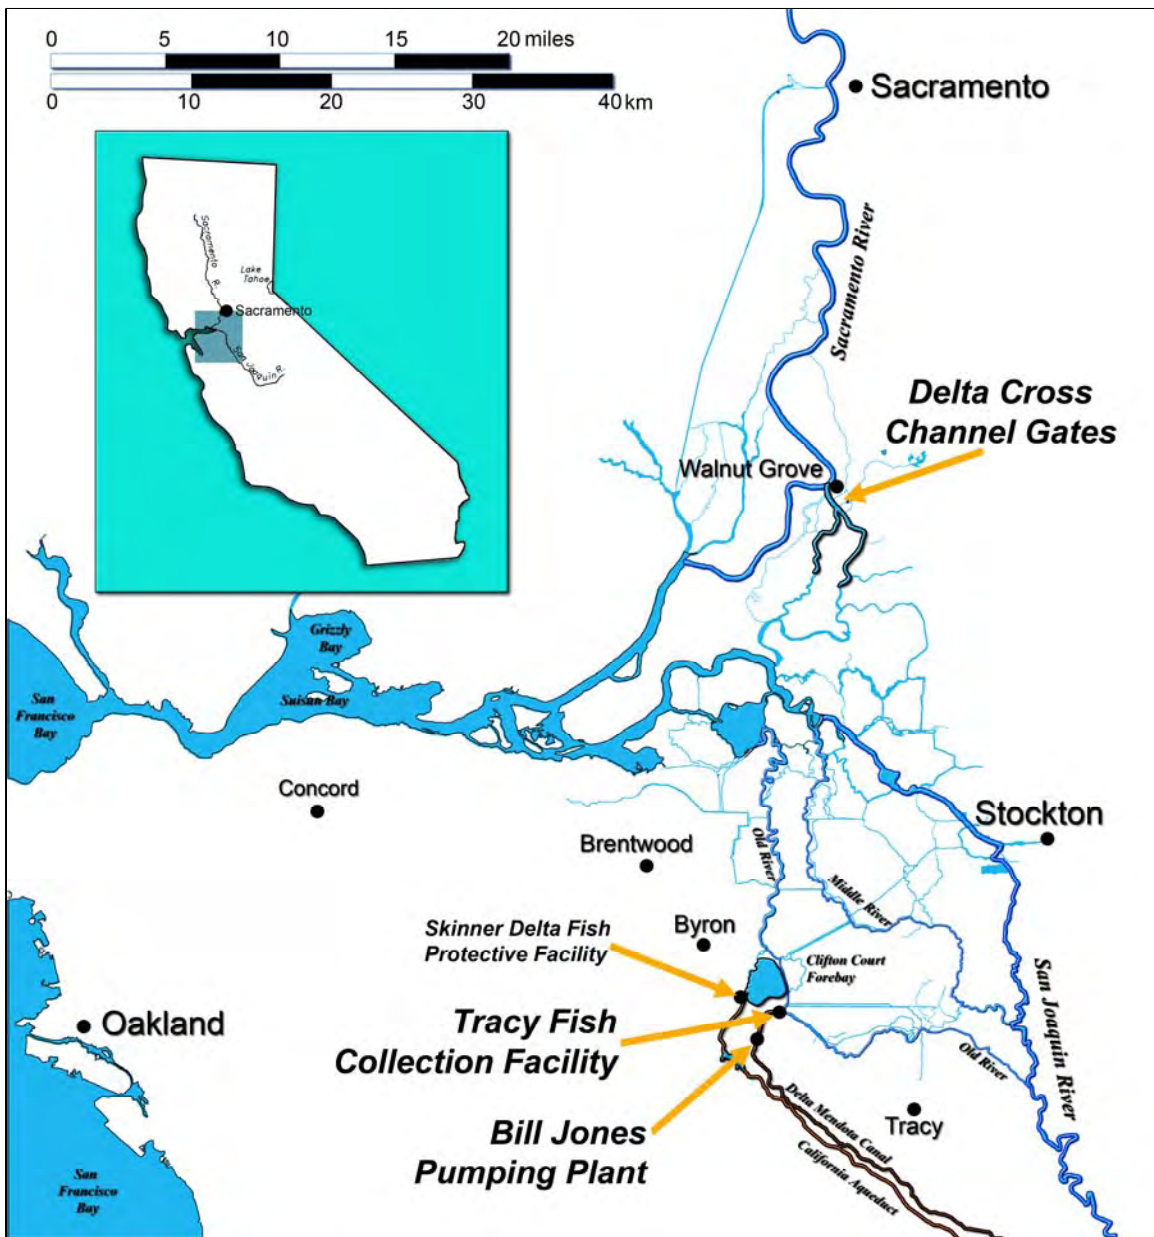 0 5 10 15 20 miles
0 10 20 30 40 km
Sacramento
Sacramento R.
Lake
Tahoe
Sacramento
San Joaquin R.
Sacramento River
Delta Cross
Channel Gates
Walnut Grove
Grizzly
Bay
Suisun Bay
San
Francisco
Bay
Concord
Stockton
Brentwood
Old River
Middle River
Byron
Skinner Delta Fish
Protective Facility
Clifton Court
Forebay
San Joaquin River
Oakland
Tracy Fish
Collection Facility
Old River
Delta Mendota Canal
Tracy
Bill Jones
Pumping Plant
California Aqueduct
San
Francisco
Bay